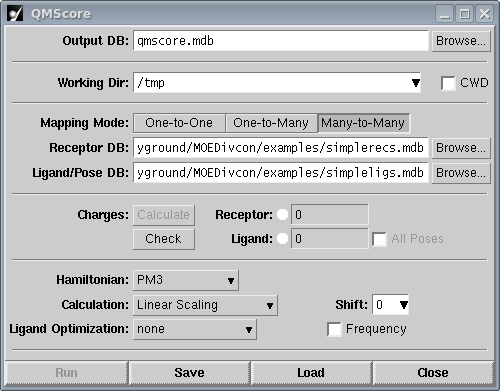 QMScore
Output DB: qmscore.mdb Browse...
Working Dir: /tmp CWD
Mapping Mode: One-to-One One-to-Many Many-to-Many
Receptor DB: yground/MOEDivcon/examples/simplerecs.mdb Browse...
Ligand/Pose DB: yground/MOEDivcon/examples/simpleligs.mdb Browse...
Charges: Calculate Receptor: 0
Check Ligand: 0 All Poses
Hamiltonian: PM3
Calculation: Linear Scaling Shift: 0
Ligand Optimization: none Frequency
Run Save Load Close